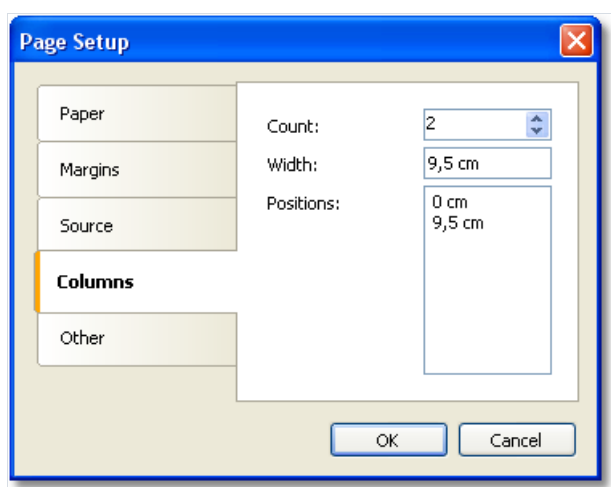 Page Setup
Paper
Margins
Source
Columns
Other
Count: 2
Width: 9,5 cm
Positions: 0 cm
9,5 cm
OK Cancel